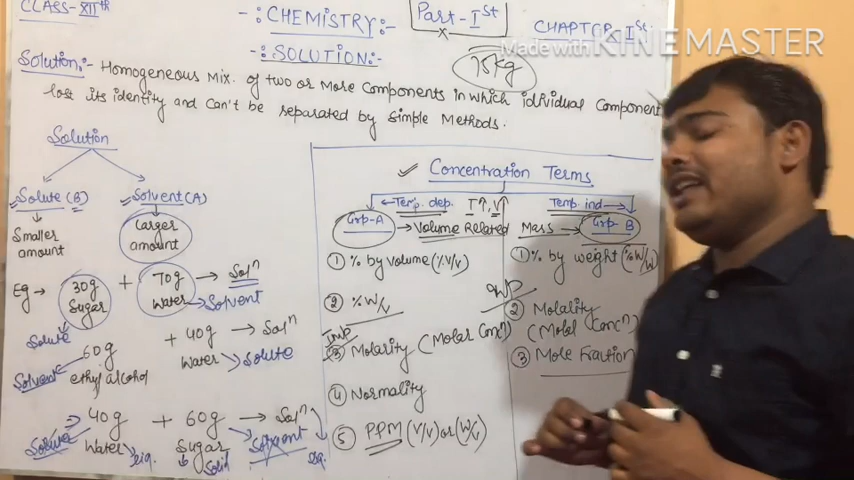 CLASS-XIIth
-:CHEMISTRY:-
Part-Ist
CHAPTER-Ist
-:SOLUTION:-
Made with KINEMASTER
75Kg
Solution:- Homogeneous Mix. of two or More Components in which idividual Component
lost its identity and can't be separated by Simple Methods.
Solution
Solute (B)
Solvent(A)
Smaller
amount
Larger
amount
Eg → 30g
Sugar
+ 70g
Water
→ Solⁿ
→ Solvent
Solute
60g
ethyl alcohol
+ 40g
Water
→ Solⁿ
Solute
Solvent
40g
Water
+ 60g
Sugar
→ Solⁿ
liq.
Solid
Solvent
✓ Concentration Terms
←Temp. dep. T↑, V↑
Temp. ind→
Grp-A → Volume Related
Mass → Grp-B
① % by volume (% V/V)
② % W/V
IMP
③ Molarity (Molar Concⁿ)
④ Normality
⑤ PPM (V/V) or (W/V)
① % by weight (% W/W)
② Molality
(Molal Concⁿ)
③ Mole Fraction